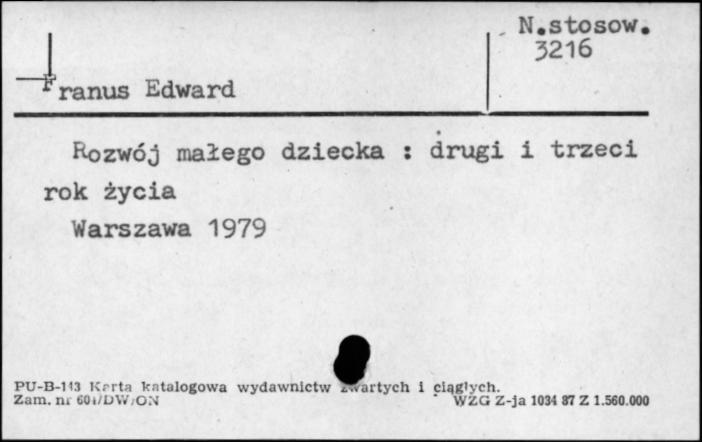 N.stosow.
3216
Franus Edward
Rozwój małego dziecka : drugi i trzeci
rok życia
Warszawa 1979
PU-B-143 Karta katalogowa wydawnictw zwartych i ciągłych.
Zam. nr 601/DW/ON WZG Z-ja 1034 87 Z 1.560.000